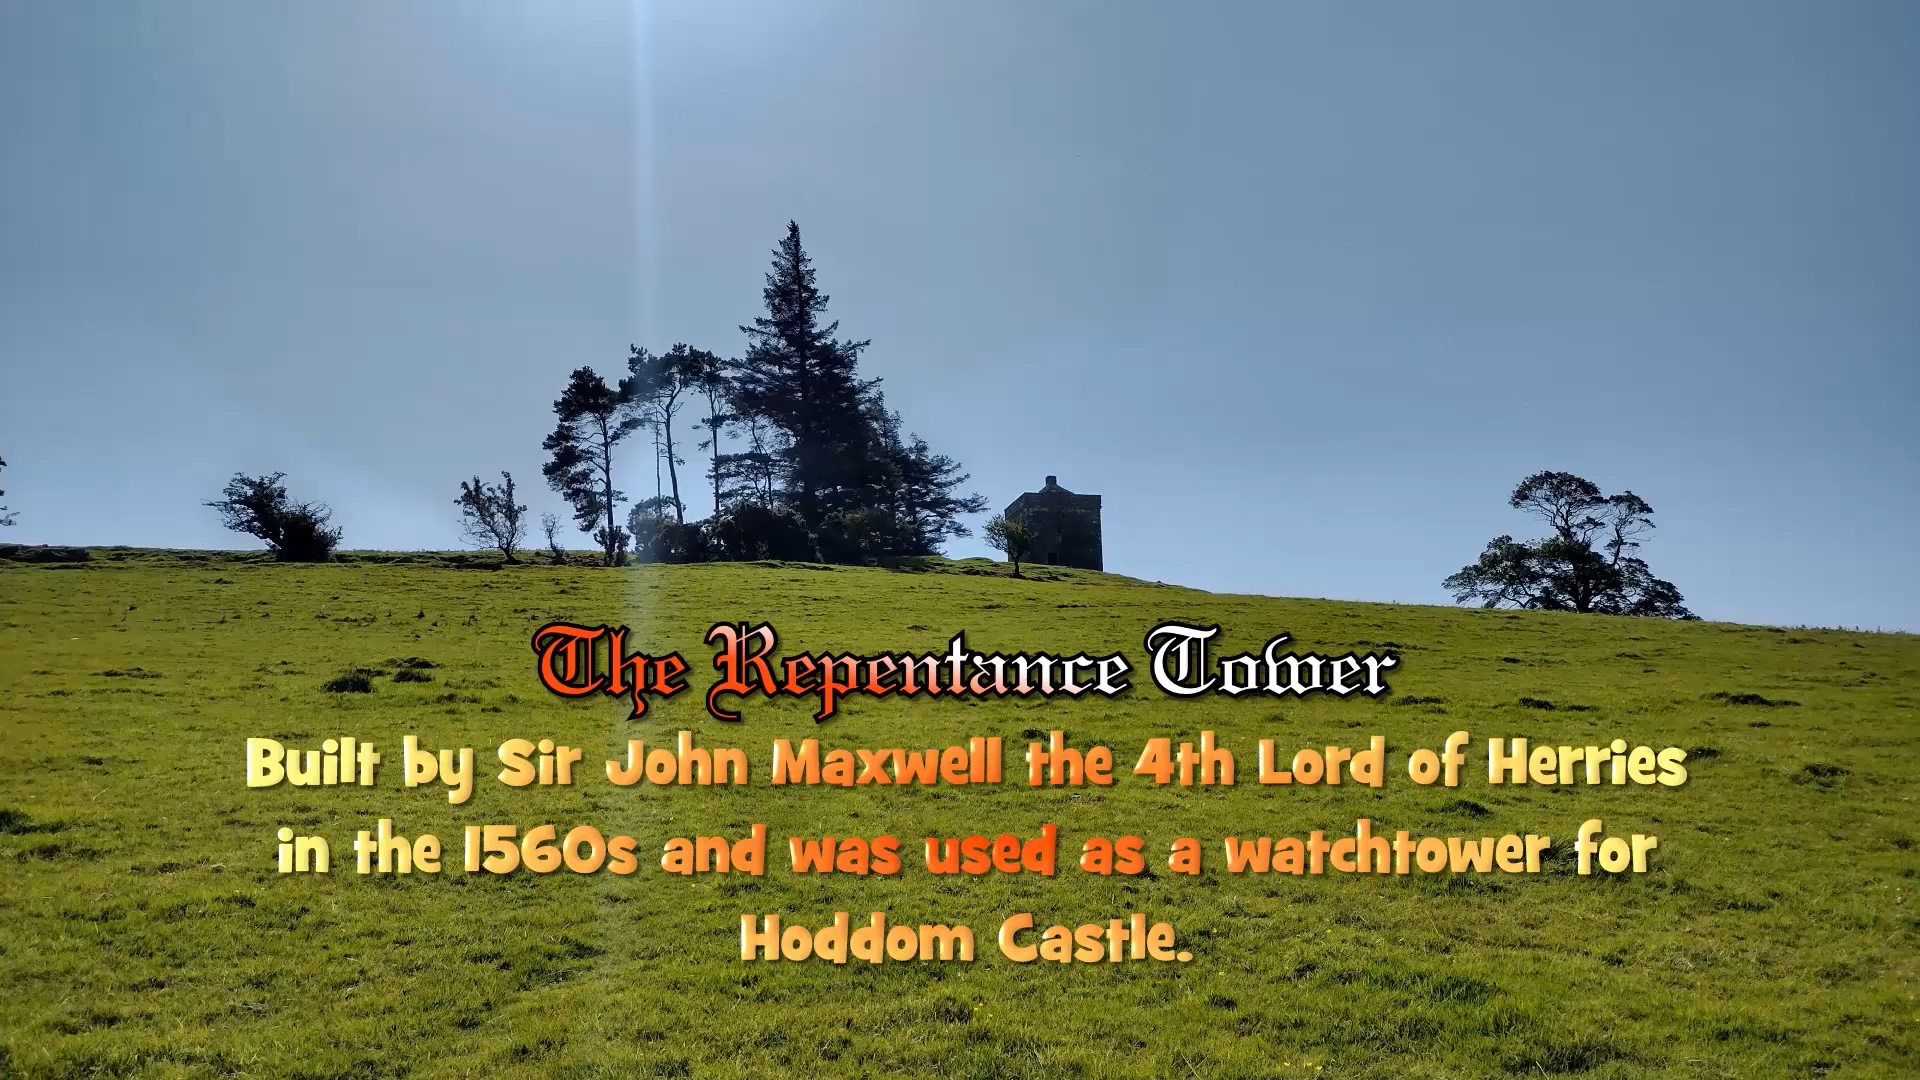 The Repentance Tower
Built by Sir John Maxwell the 4th Lord of Herries
in the 1560s and was used as a watchtower for
Hoddom Castle.